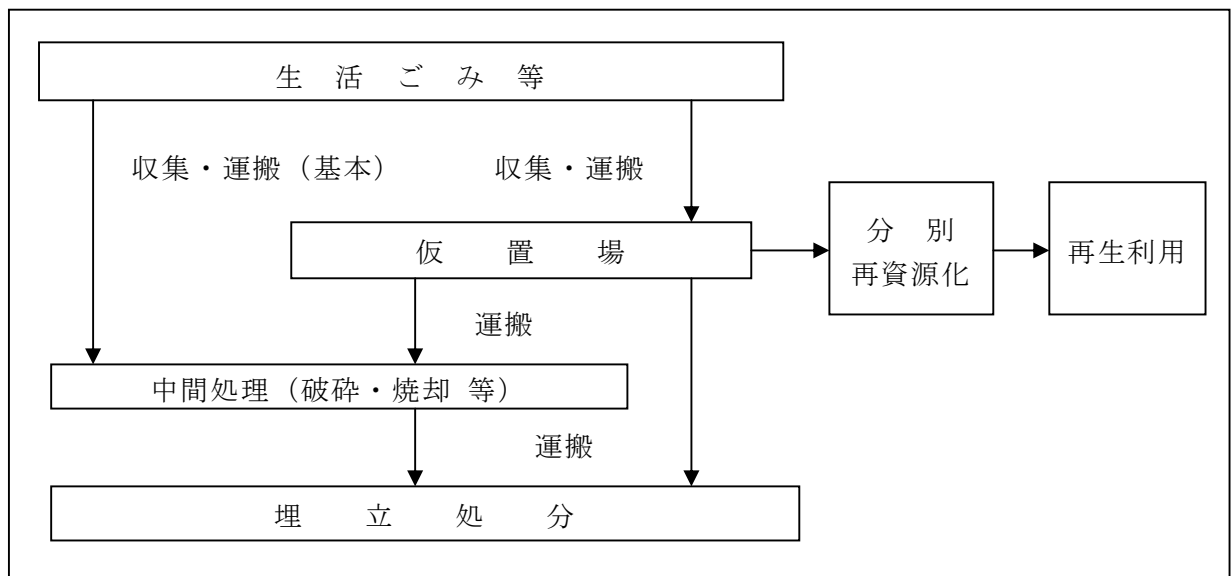 生活ごみ等
収集・運搬（基本）
収集・運搬
仮置場
分別
再資源化
再生利用
運搬
中間処理（破砕・焼却 等）
運搬
埋立処分